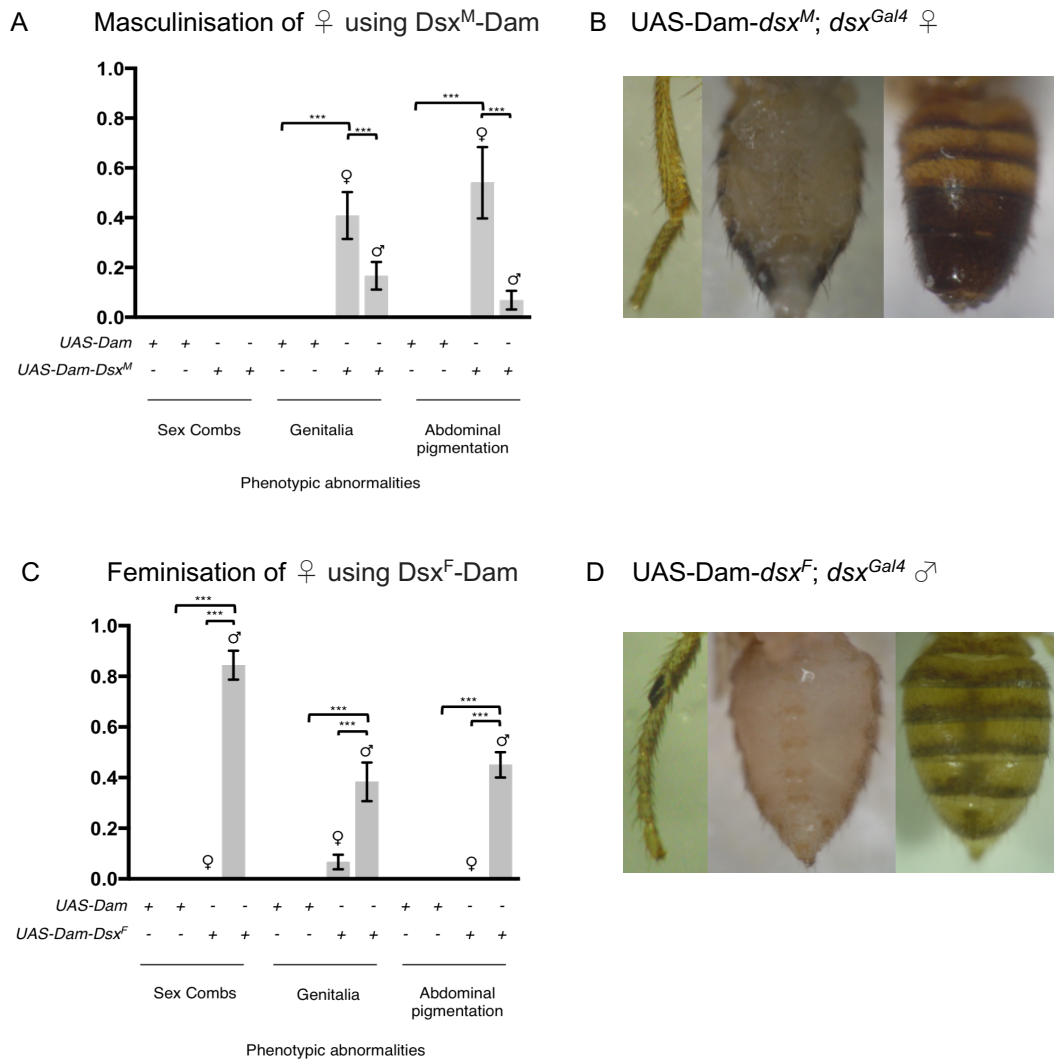 A Masculinisation of ♀ using Dsx^M-Dam
B UAS-Dam-dsx^M; dsx^Gal4 ♀
1.0
0.8
0.6
0.4
0.2
0.0
*** *** *** ***
♀ ♂ ♀ ♂
UAS-Dam + + - - + + - - + + - -
UAS-Dam-Dsx^M - - + + - - + + - - + +
Sex Combs Genitalia Abdominal
pigmentation
Phenotypic abnormalities
C Feminisation of ♀ using Dsx^F-Dam
D UAS-Dam-dsx^F; dsx^Gal4 ♂
1.0
0.8
0.6
0.4
0.2
0.0
*** *** *** *** *** ***
♀ ♂ ♀ ♂ ♀ ♂
UAS-Dam + + - - + + - - + + - -
UAS-Dam-Dsx^F - - + + - - + + - - + +
Sex Combs Genitalia Abdominal
pigmentation
Phenotypic abnormalities